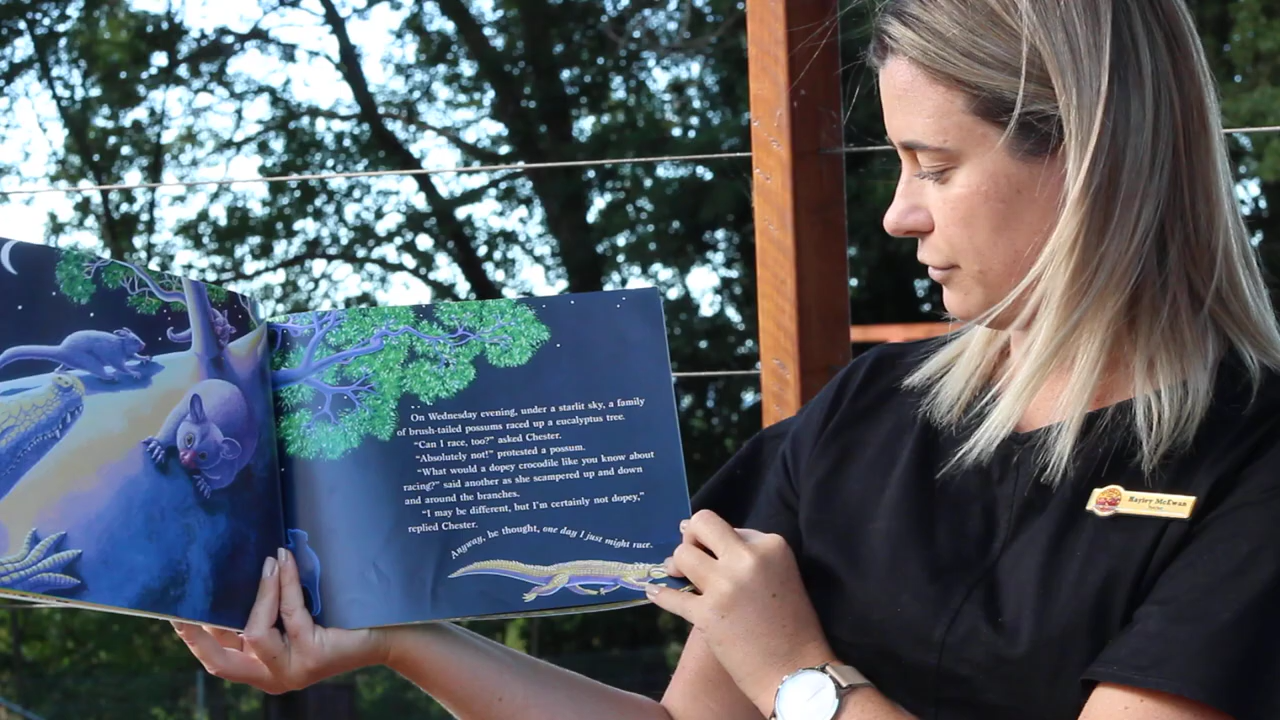 On Wednesday evening, under a starlit sky, a family
of brush-tailed possums raced up a eucalyptus tree.
“Can I race, too?” asked Chester.
“Absolutely not!” protested a possum.
“What would a dopey crocodile like you know about
racing?” said another as she scampered up and down
and around the branches.
“I may be different, but I’m certainly not dopey,”
replied Chester.
Anyway, he thought, one day I just might race.
Hayley McEwan